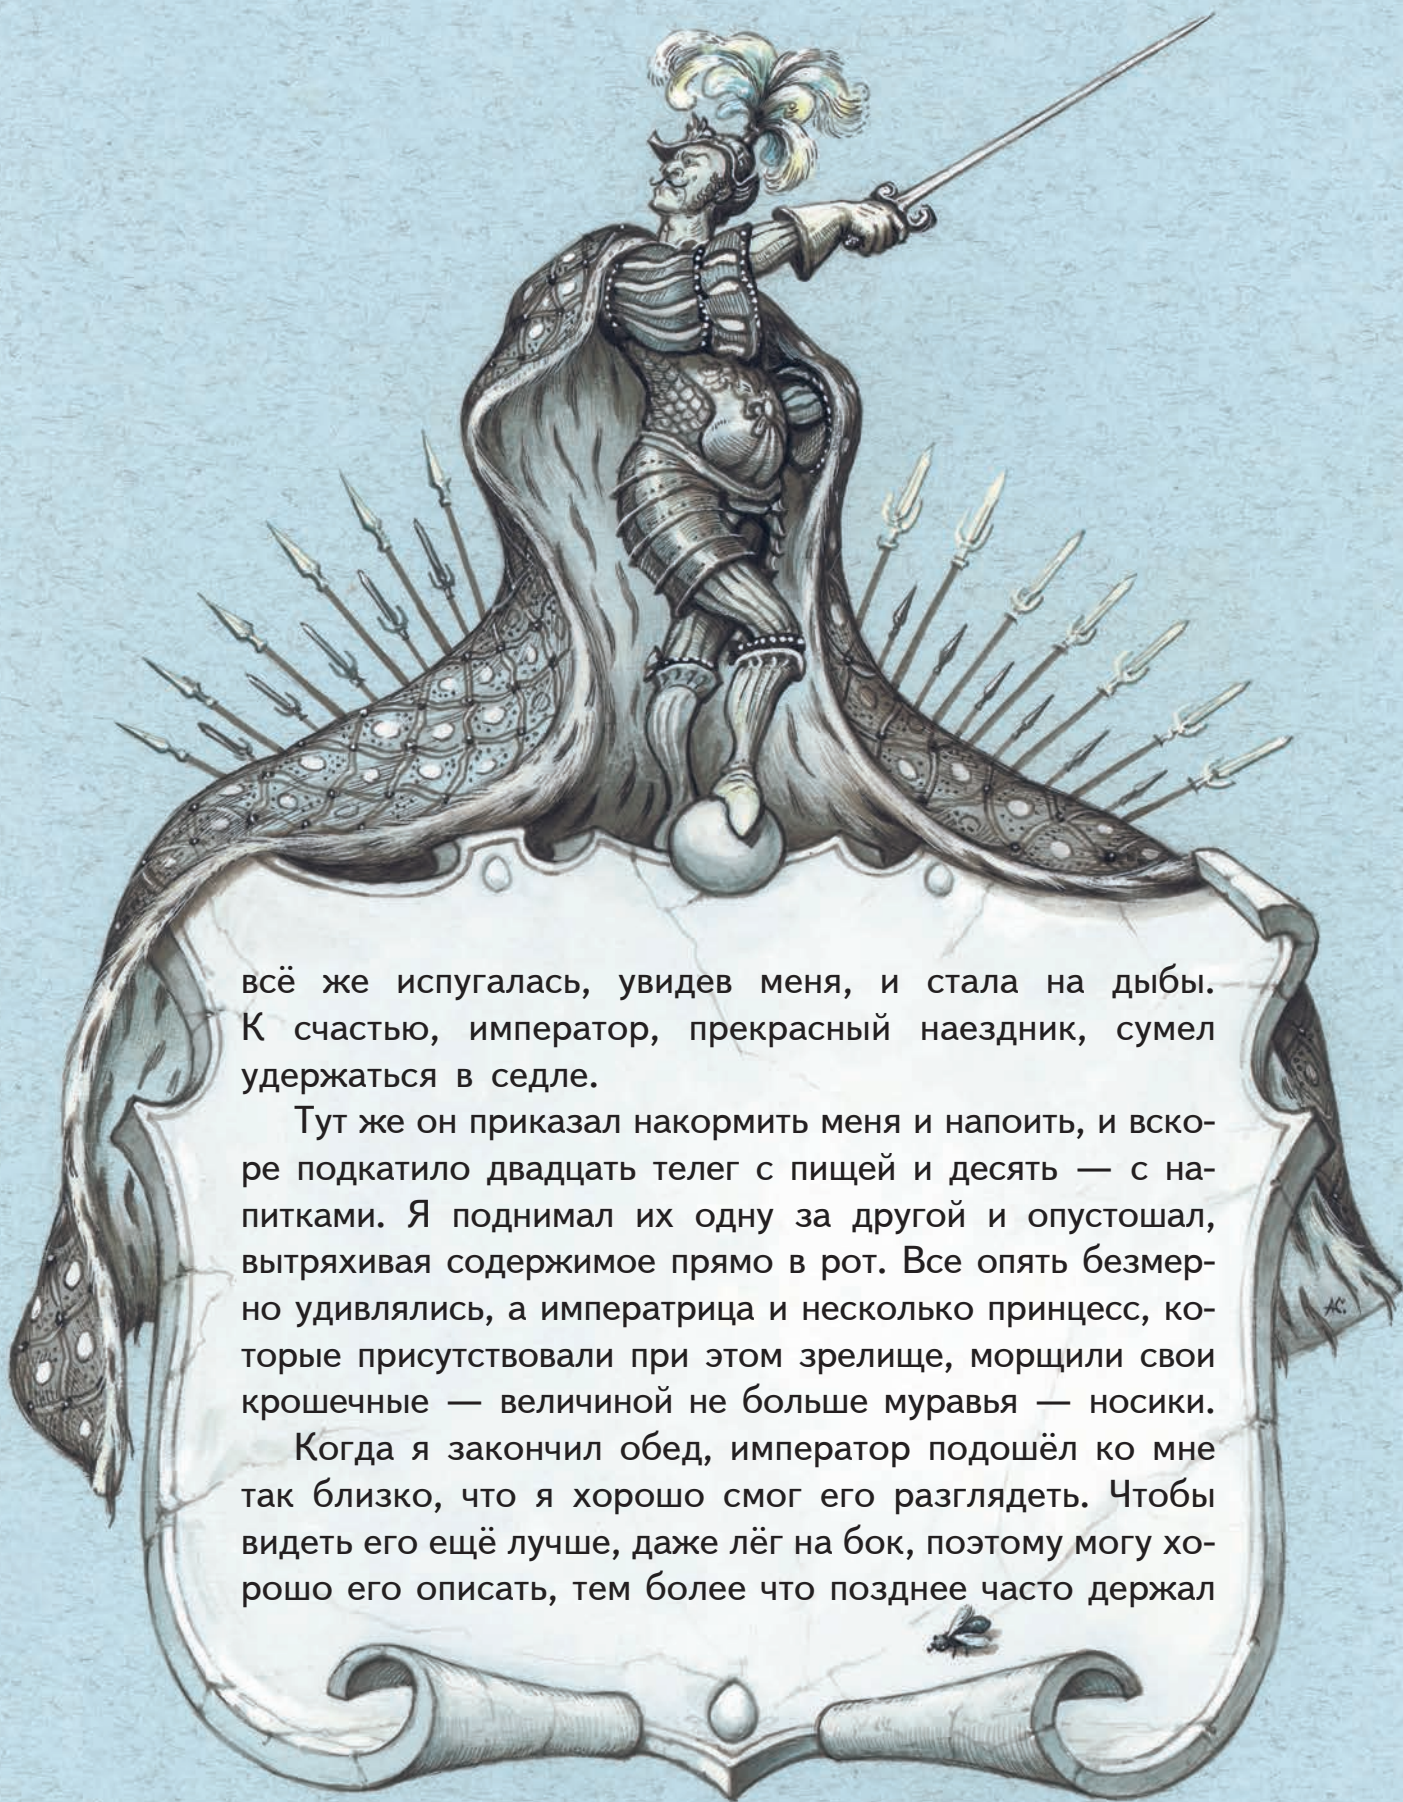 всё же испугалась, увидев меня, и стала на дыбы.
К счастью, император, прекрасный наездник, сумел
удержаться в седле.
Тут же он приказал накормить меня и напоить, и вско-
ре подкатило двадцать телег с пищей и десять — с на-
питками. Я поднимал их одну за другой и опустошал,
вытряхивая содержимое прямо в рот. Все опять безмер-
но удивлялись, а императрица и несколько принцесс, ко-
торые присутствовали при этом зрелище, морщили свои
крошечные — величиной не больше муравья — носики.
Когда я закончил обед, император подошёл ко мне
так близко, что я хорошо смог его разглядеть. Чтобы
видеть его ещё лучше, даже лёг на бок, поэтому могу хо-
рошо его описать, тем более что позднее часто держал